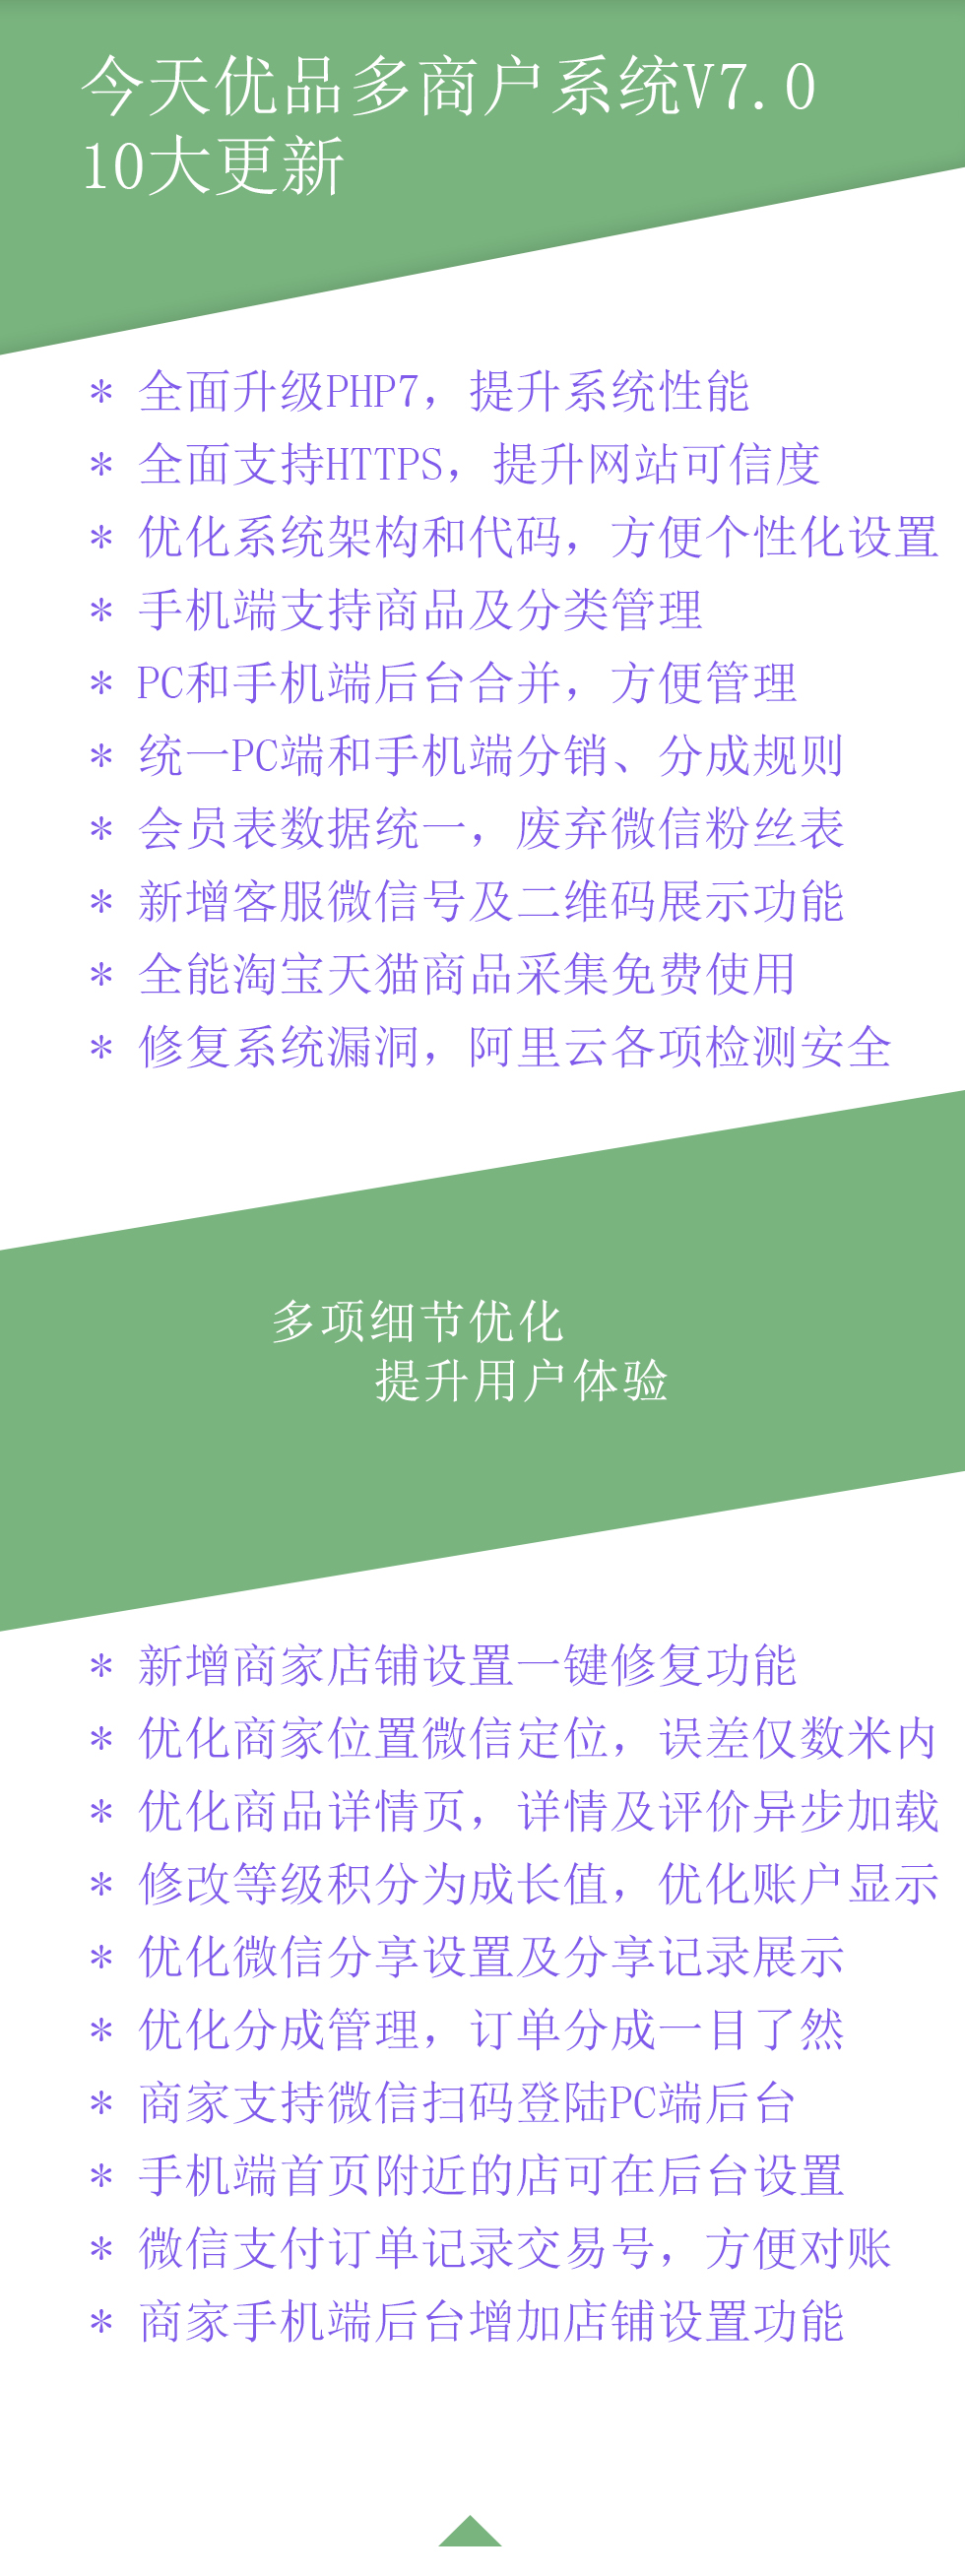 今天优品多商户系统V7.0
10大更新
* 全面升级PHP7，提升系统性能
* 全面支持HTTPS，提升网站可信度
* 优化系统架构和代码，方便个性化设置
* 手机端支持商品及分类管理
* PC和手机端后台合并，方便管理
* 统一PC端和手机端分销、分成规则
* 会员表数据统一，废弃微信粉丝表
* 新增客服微信号及二维码展示功能
* 全能淘宝天猫商品采集免费使用
* 修复系统漏洞，阿里云各项检测安全
多项细节优化
提升用户体验
* 新增商家店铺设置一键修复功能
* 优化商家位置微信定位，误差仅数米内
* 优化商品详情页，详情及评价异步加载
* 修改等级积分为成长值，优化账户显示
* 优化微信分享设置及分享记录展示
* 优化分成管理，订单分成一目了然
* 商家支持微信扫码登陆PC端后台
* 手机端首页附近的店可在后台设置
* 微信支付订单记录交易号，方便对账
* 商家手机端后台增加店铺设置功能